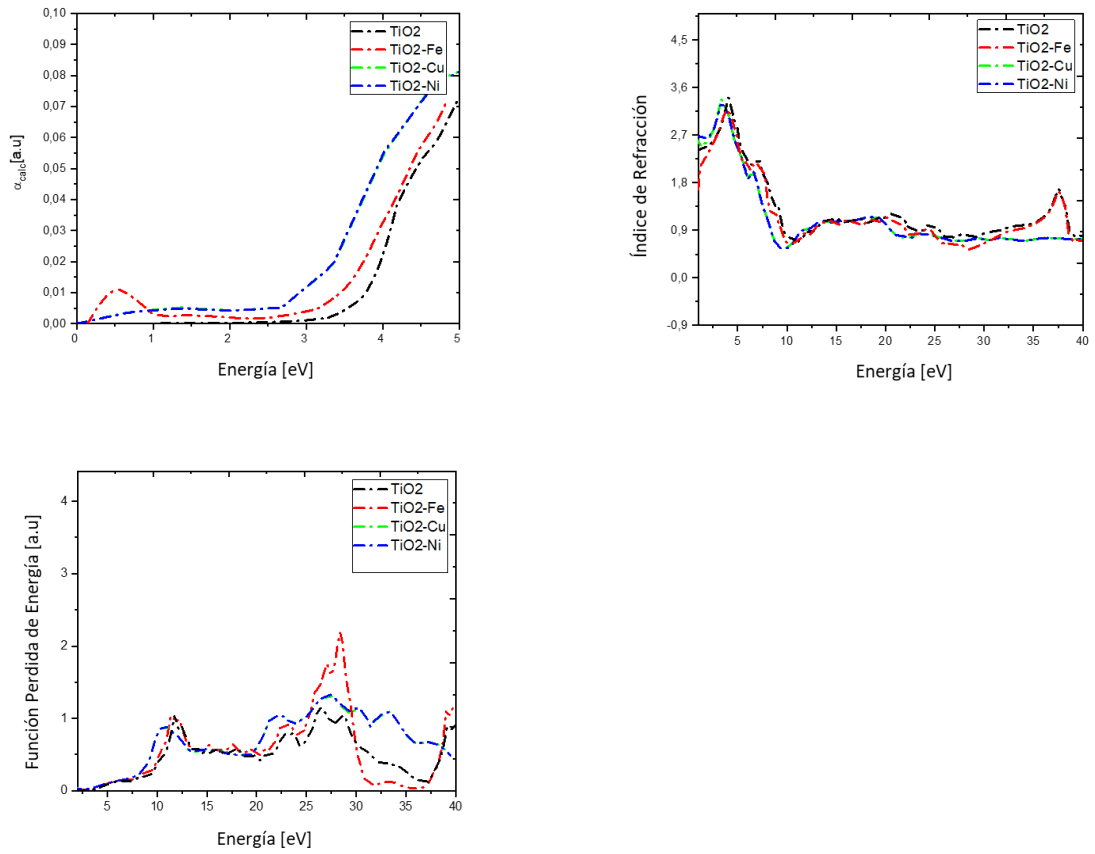 0,10
0,09
0,08
0,07
0,06
0,05
0,04
0,03
0,02
0,01
0,00
αcalc[a.u]
TiO2
TiO2-Fe
TiO2-Cu
TiO2-Ni
0 1 2 3 4 5
Energía [eV]
4,5
3,6
2,7
1,8
0,9
0,0
-0,9
Índice de Refracción
TiO2
TiO2-Fe
TiO2-Cu
TiO2-Ni
5 10 15 20 25 30 35 40
Energía [eV]
4
3
2
1
0
Función Perdida de Energía [a.u]
TiO2
TiO2-Fe
TiO2-Cu
TiO2-Ni
5 10 15 20 25 30 35 40
Energía [eV]